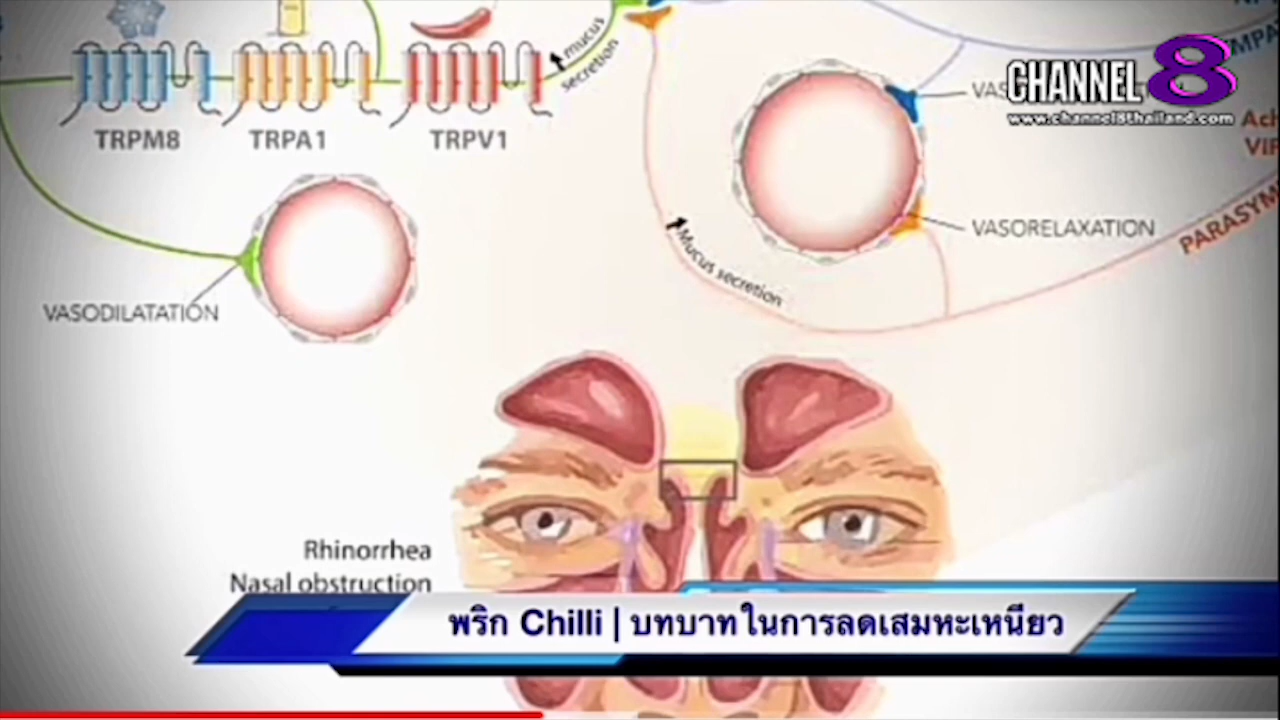 CHANNEL 8
www.channel8thailand.com
TRPM8
TRPA1
TRPV1
mucus
secretion
VASORELAXATION
Mucus secretion
VASODILATATION
Rhinorrhea
Nasal obstruction
พริก Chilli | บทบาทในการลดเสมหะเหนียว